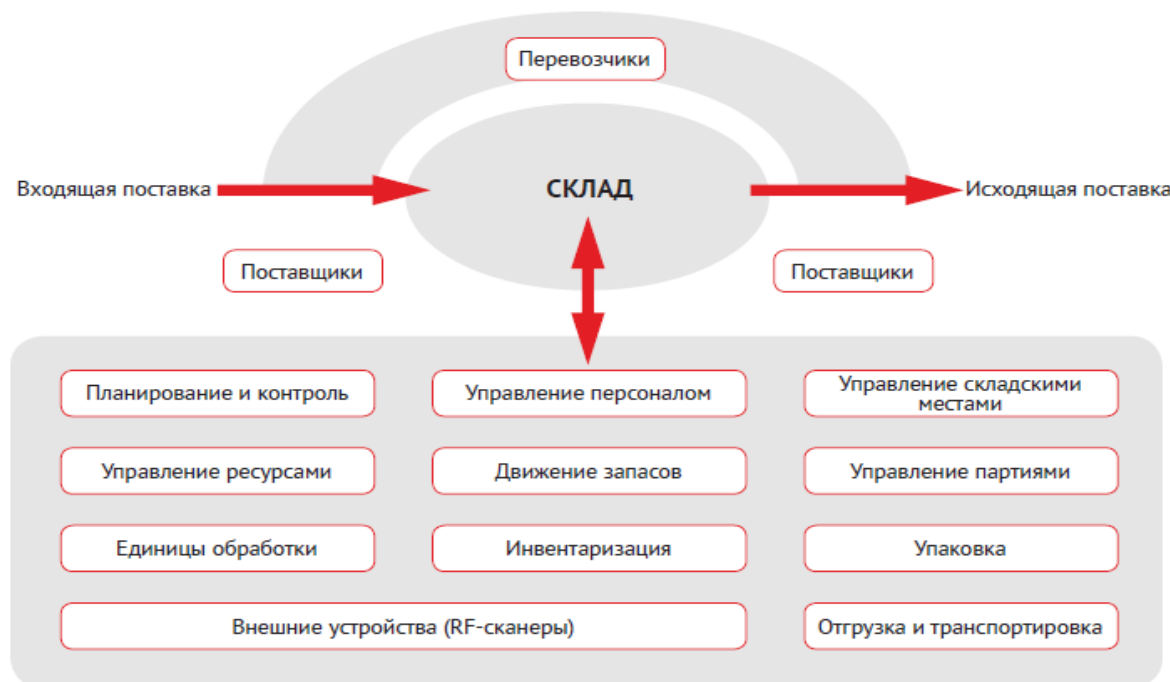 Перевозчики
Входящая поставка
СКЛАД
Исходящая поставка
Поставщики
Поставщики
Планирование и контроль
Управление персоналом
Управление складскими
местами
Управление ресурсами
Движение запасов
Управление партиями
Единицы обработки
Инвентаризация
Упаковка
Внешние устройства (RF-сканеры)
Отгрузка и транспортировка